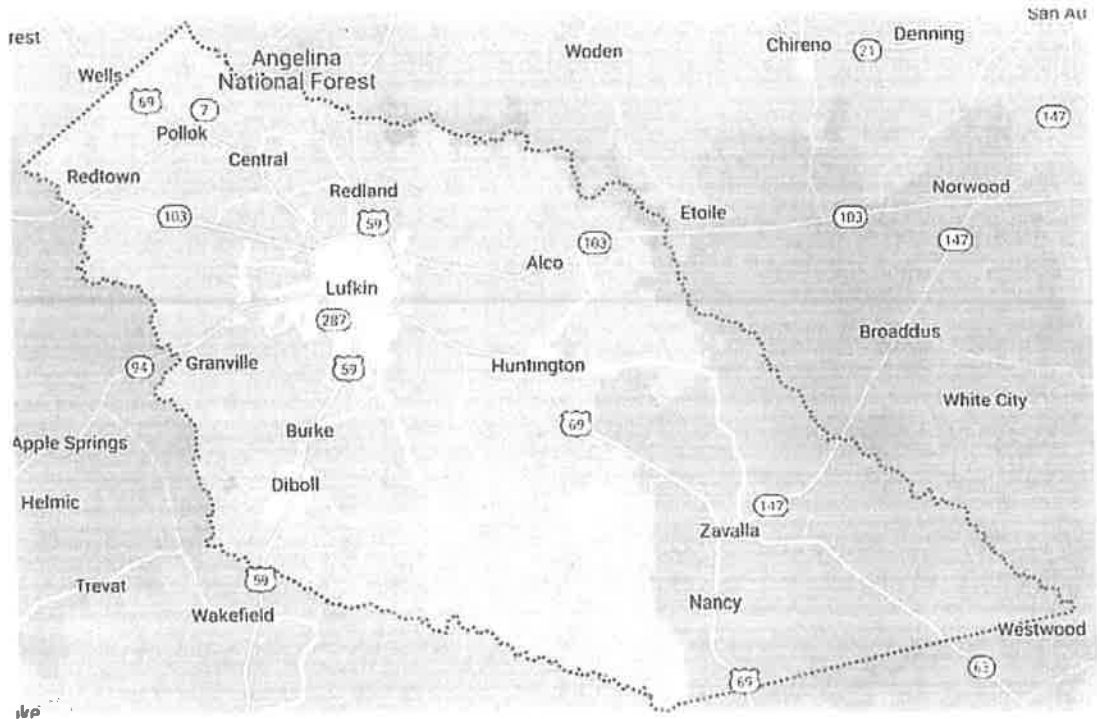 San Au
rest
Woden
Chireno
21
Denning
Angelina
National Forest
Wells
69
7
147
Pollok
Central
Redtown
Redland
Norwood
103
59
Etoile
103
103
147
Alco
Lufkin
287
Broaddus
94
Granville
59
Huntington
White City
69
Burke
Apple Springs
Diboll
Helmic
147
Zavalla
59
Trevat
Nancy
Wakefield
Westwood
63
69